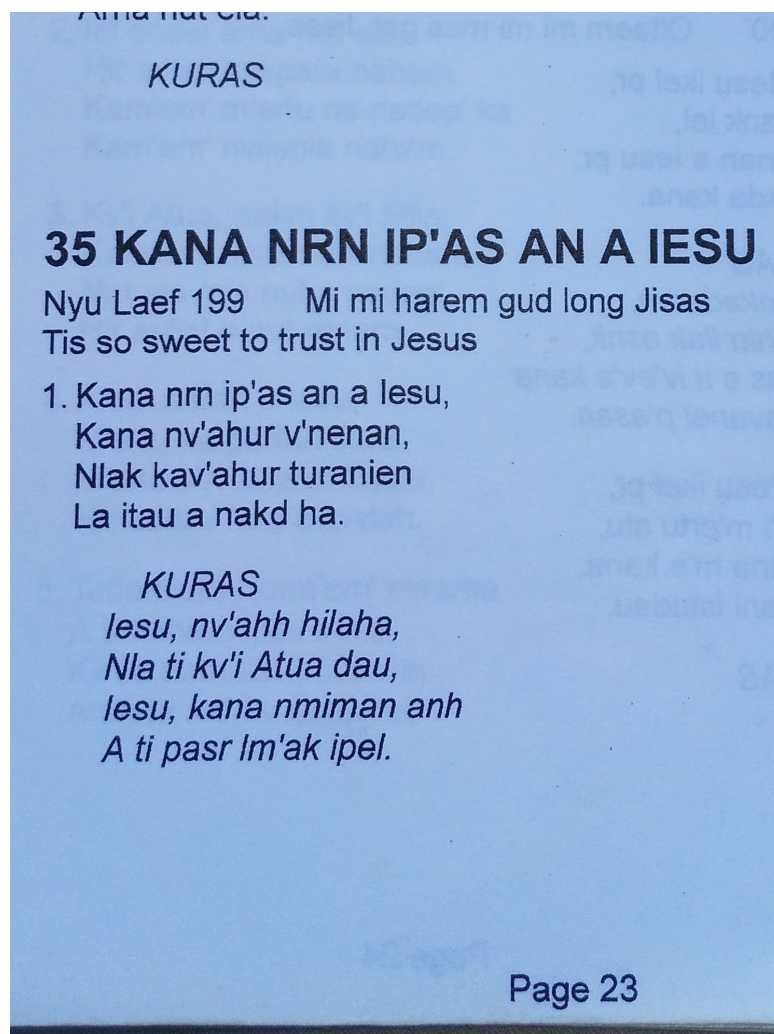 KURAS
35 KANA NRN IP'AS AN A IESU
Nyu Laef 199 Mi mi harem gud long Jisas
Tis so sweet to trust in Jesus
1. Kana nrn ip'as an a Iesu,
Kana nv'ahur v'nenan,
Nlak kav'ahur turanien
La itau a nakd ha.
KURAS
Iesu, nv'ahh hilaha,
Nla ti kv'i Atua dau,
Iesu, kana nmiman anh
A ti pasr lm'ak ipel.
Page 23